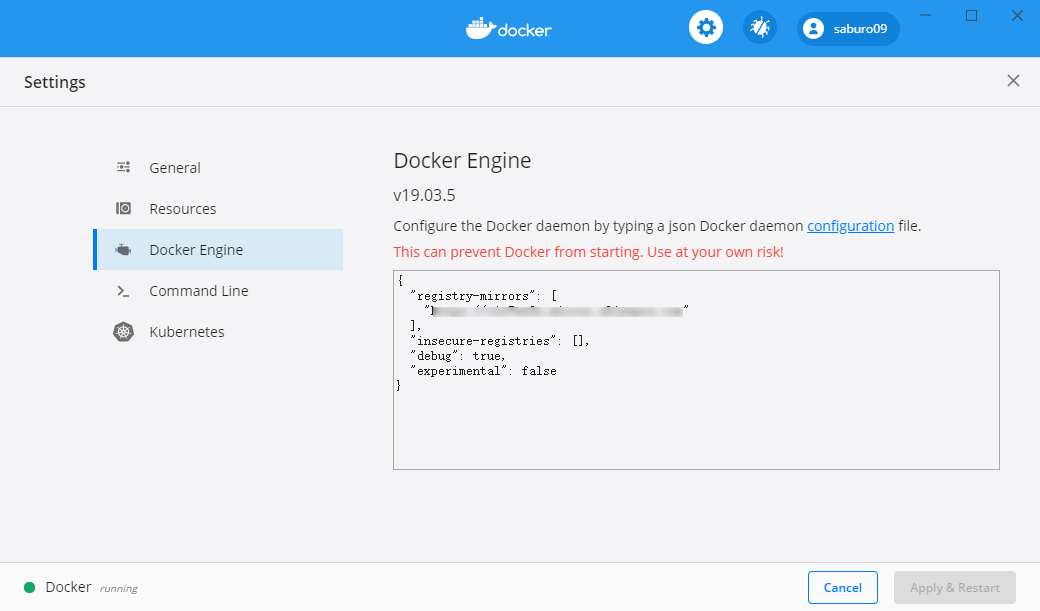 docker
saburo09
Settings
General
Resources
Docker Engine
Command Line
Kubernetes
Docker Engine
v19.03.5
Configure the Docker daemon by typing a json Docker daemon configuration file.
This can prevent Docker from starting. Use at your own risk!
{
"registry-mirrors": [
"
"
],
"insecure-registries": [],
"debug": true,
"experimental": false
}
Docker running
Cancel
Apply & Restart